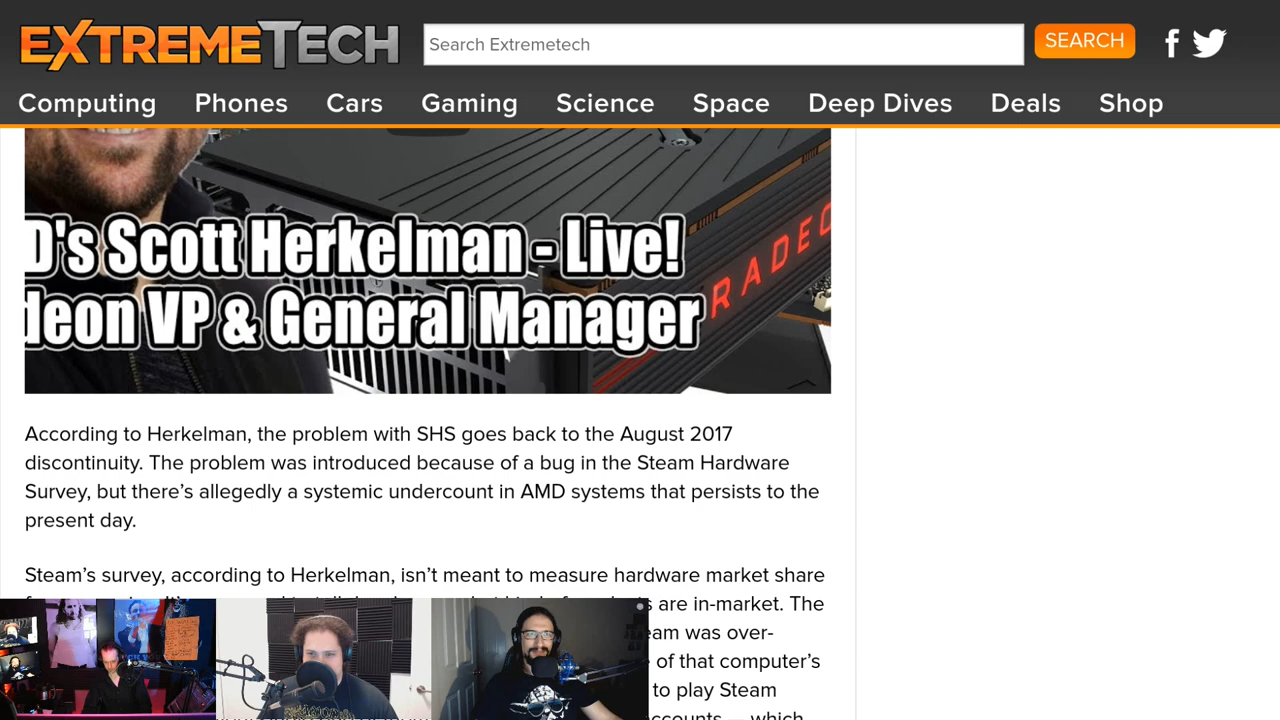 EXTREMETECH
Search Extremetech
SEARCH
Computing Phones Cars Gaming Science Space Deep Dives Deals Shop
D's Scott Herkelman - Live!
deon VP & General Manager
RADEO
According to Herkelman, the problem with SHS goes back to the August 2017
discontinuity. The problem was introduced because of a bug in the Steam Hardware
Survey, but there's allegedly a systemic undercount in AMD systems that persists to the
present day.
Steam's survey, according to Herkelman, isn't meant to measure hardware market share
are in-market. The
eam was over-
of that computer's
to play Steam
accounts — which